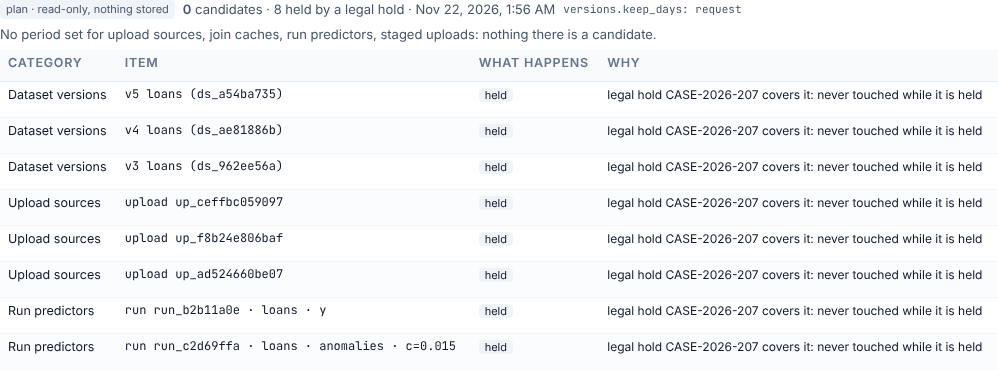 plan · read-only, nothing stored 0 candidates · 8 held by a legal hold · Nov 22, 2026, 1:56 AM versions.keep_days: request
No period set for upload sources, join caches, run predictors, staged uploads: nothing there is a candidate.
CATEGORY ITEM WHAT HAPPENS WHY
Dataset versions v5 loans (ds_a54ba735) held legal hold CASE-2026-207 covers it: never touched while it is held
Dataset versions v4 loans (ds_ae81886b) held legal hold CASE-2026-207 covers it: never touched while it is held
Dataset versions v3 loans (ds_962ee56a) held legal hold CASE-2026-207 covers it: never touched while it is held
Upload sources upload up_ceffbc059097 held legal hold CASE-2026-207 covers it: never touched while it is held
Upload sources upload up_f8b24e806baf held legal hold CASE-2026-207 covers it: never touched while it is held
Upload sources upload up_ad524660be07 held legal hold CASE-2026-207 covers it: never touched while it is held
Run predictors run run_b2b11a0e · loans · y held legal hold CASE-2026-207 covers it: never touched while it is held
Run predictors run run_c2d69ffa · loans · anomalies · c=0.015 held legal hold CASE-2026-207 covers it: never touched while it is held